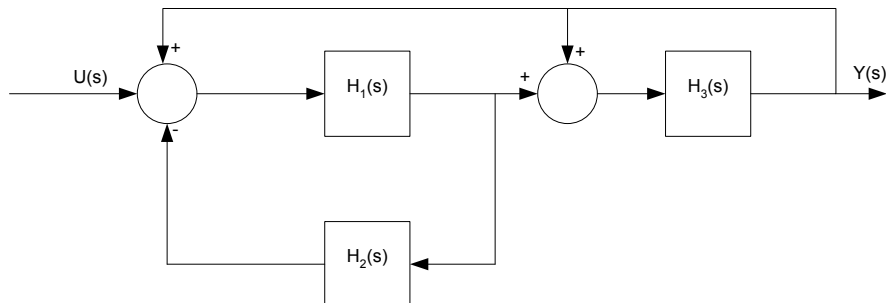 +
+
U(s)
H₁(s)
+
H₃(s)
Y(s)
-
H₂(s)